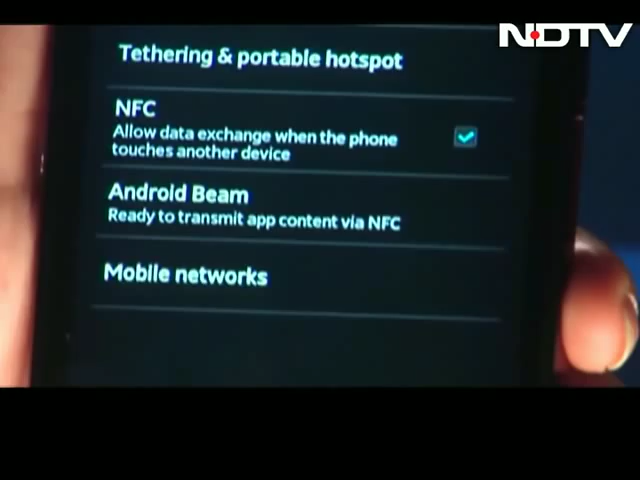 NDTV
Tethering & portable hotspot
NFC
Allow data exchange when the phone
touches another device
Android Beam
Ready to transmit app content via NFC
Mobile networks